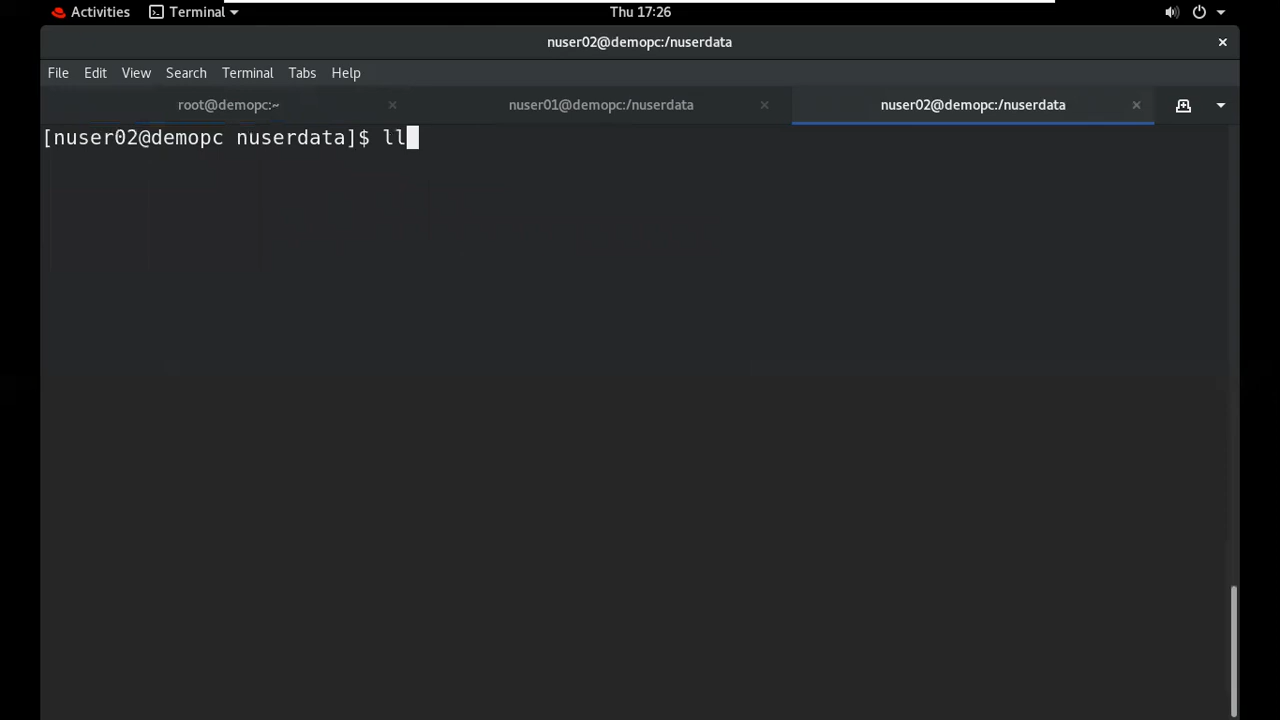 Activities Terminal Thu 17:26
nuser02@demopc:/nuserdata
File Edit View Search Terminal Tabs Help
root@demopc:~ nuser01@demopc:/nuserdata nuser02@demopc:/nuserdata
[nuser02@demopc nuserdata]$ ll